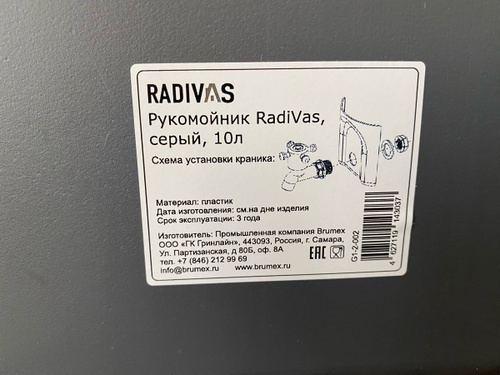 RADIVAS
Рукомойник RadiVas,
серый, 10л
Схема установки краника:
Материал: пластик
Дата изготовления: см.на дне изделия
Срок эксплуатации: 3 года
Изготовитель: Промышленная компания Brumex
ООО «ГК Гринлайн», 443093, Россия, г. Самара,
Ул. Партизанская, д.80Б, оф. 8А
тел. +7 (846) 212 99 69
info@brumex.ru www.brumex.ru
EAC
G1-2-002
4 627119 143037